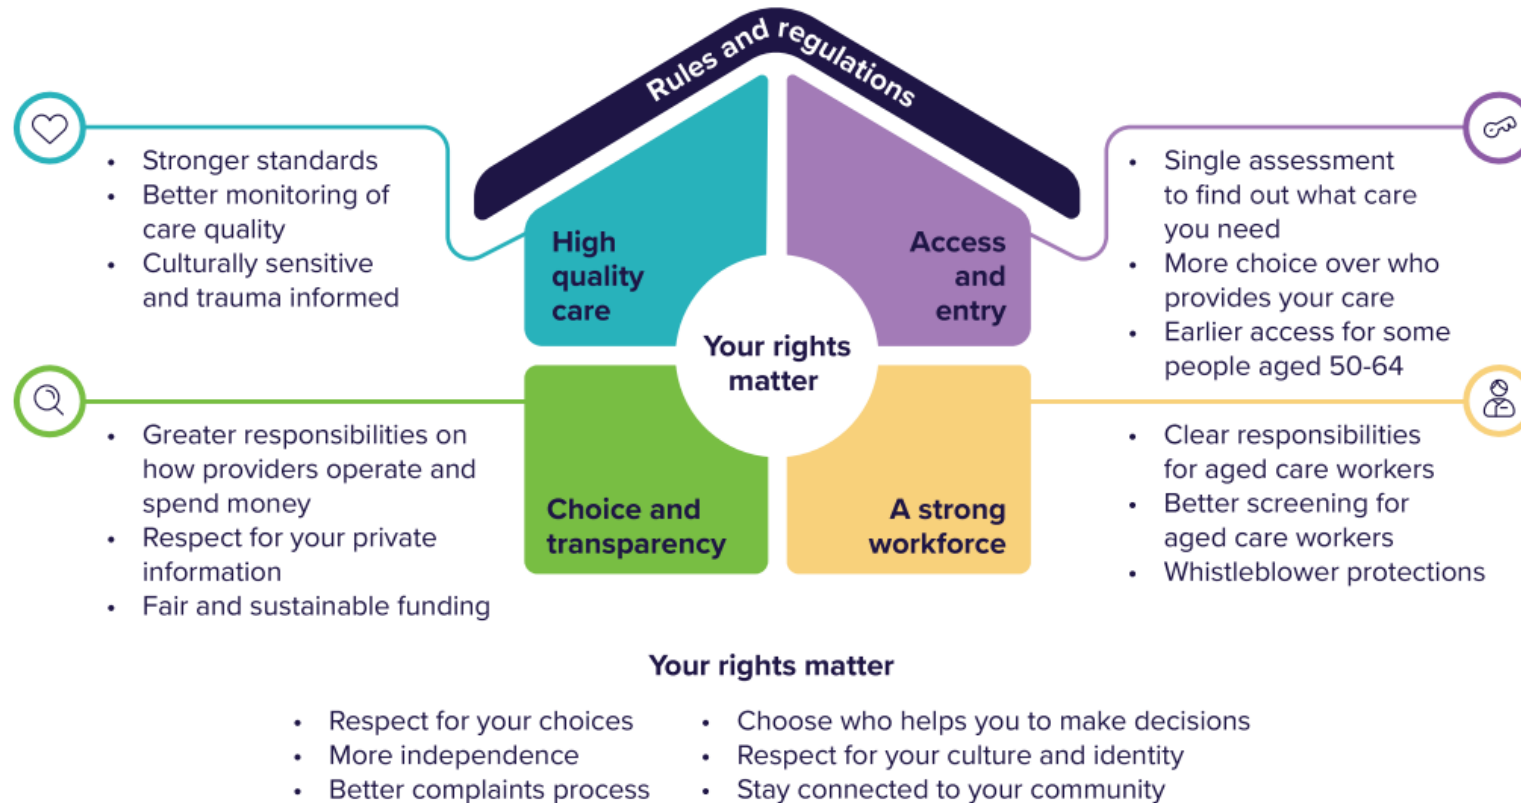 Rules and regulations
• Stronger standards
• Better monitoring of
care quality
• Culturally sensitive
and trauma informed
High
quality
care
Access
and
entry
• Single assessment
to find out what care
you need
• More choice over who
provides your care
• Earlier access for some
people aged 50-64
Your rights
matter
• Greater responsibilities on
how providers operate and
spend money
• Respect for your private
information
• Fair and sustainable funding
Choice and
transparency
A strong
workforce
• Clear responsibilities
for aged care workers
• Better screening for
aged care workers
• Whistleblower protections
Your rights matter
• Respect for your choices
• More independence
• Better complaints process
• Choose who helps you to make decisions
• Respect for your culture and identity
• Stay connected to your community